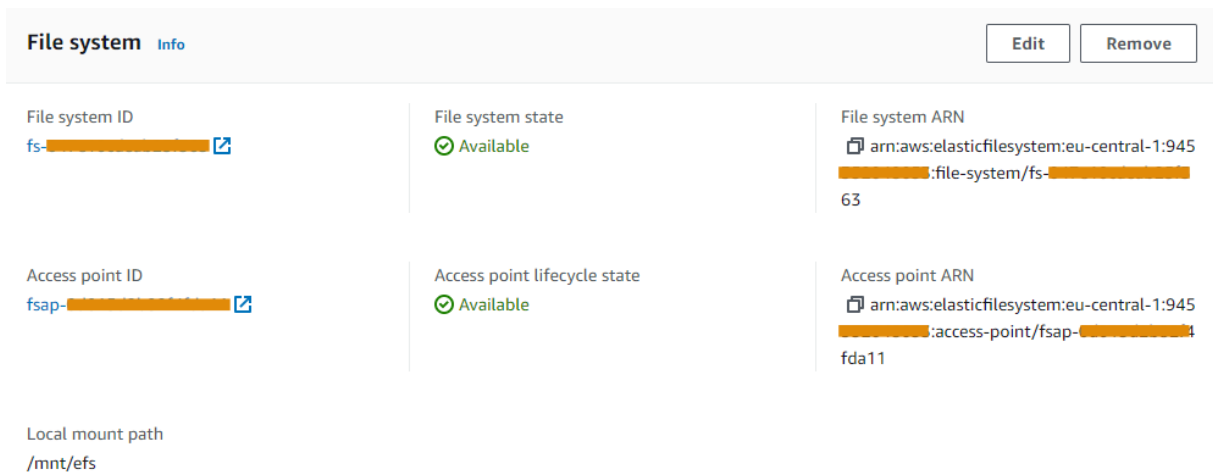 File system Info
Edit
Remove
File system ID
fs-
File system state
Available
File system ARN
arn:aws:elasticfilesystem:eu-central-1:945
:file-system/fs-
63
Access point ID
fsap-
Access point lifecycle state
Available
Access point ARN
arn:aws:elasticfilesystem:eu-central-1:945
:access-point/fsap-
fda11
Local mount path
/mnt/efs